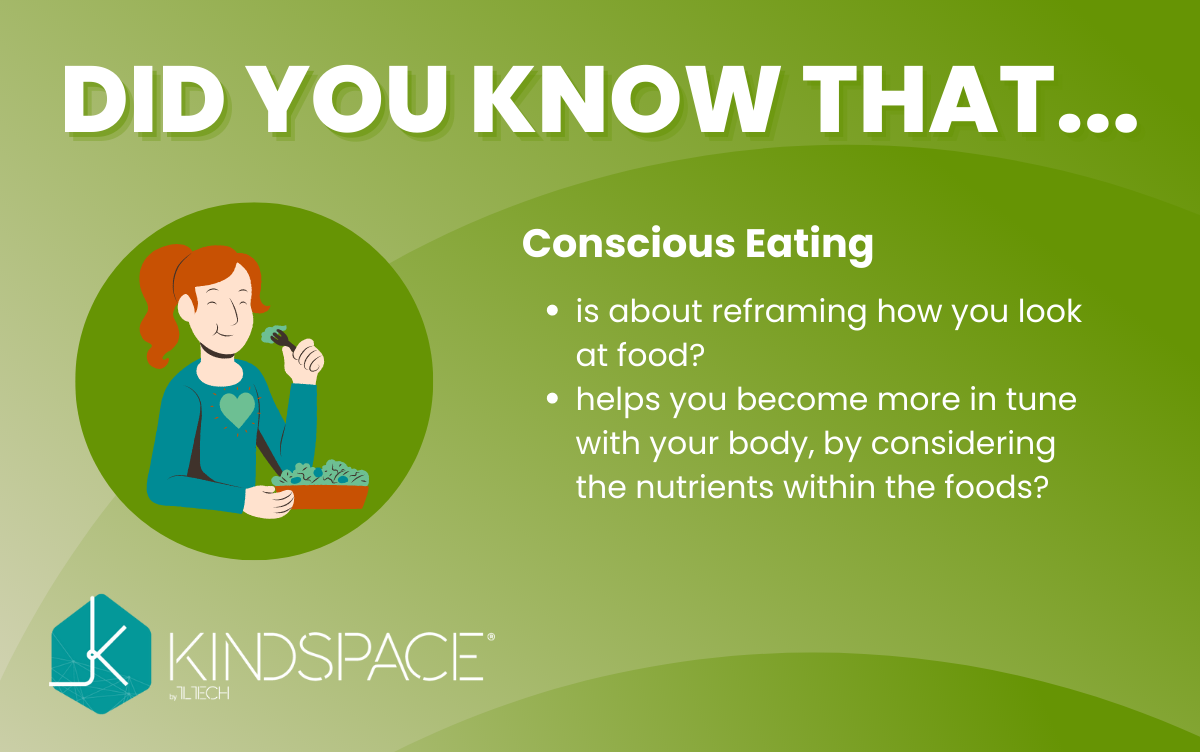 DID YOU KNOW THAT...
Conscious Eating
• is about reframing how you look
at food?
• helps you become more in tune
with your body, by considering
the nutrients within the foods?
KINDSPACE®
by 1LTECH